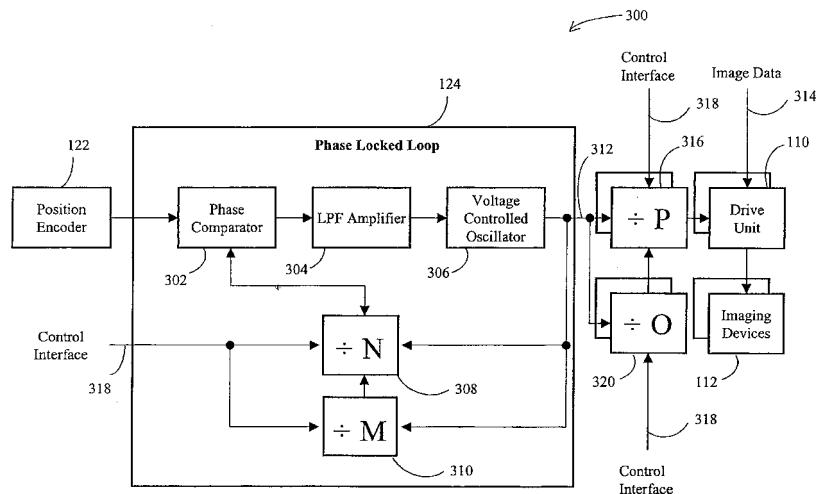 300
Control
Interface
Image Data
124
318
314
122
Phase Locked Loop
312
316
110
Position
Encoder
Phase
Comparator
LPF Amplifier
Voltage
Controlled
Oscillator
÷ P
Drive
Unit
302
304
306
Control
Interface
÷ N
÷ O
Imaging
Devices
318
308
320
112
÷ M
318
310
Control
Interface